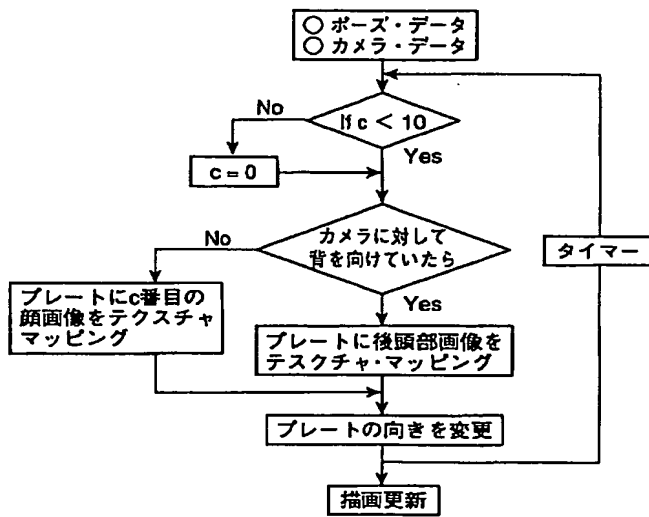 ○ ポーズ・データ
○ カメラ・データ
No
If c < 10
Yes
c = 0
No
カメラに対して
背を向けていたら
タイマー
Yes
プレートにc番目の
顔画像をテクスチャ
マッピング
プレートに後頭部画像を
テスクチャ・マッピング
プレートの向きを変更
描画更新